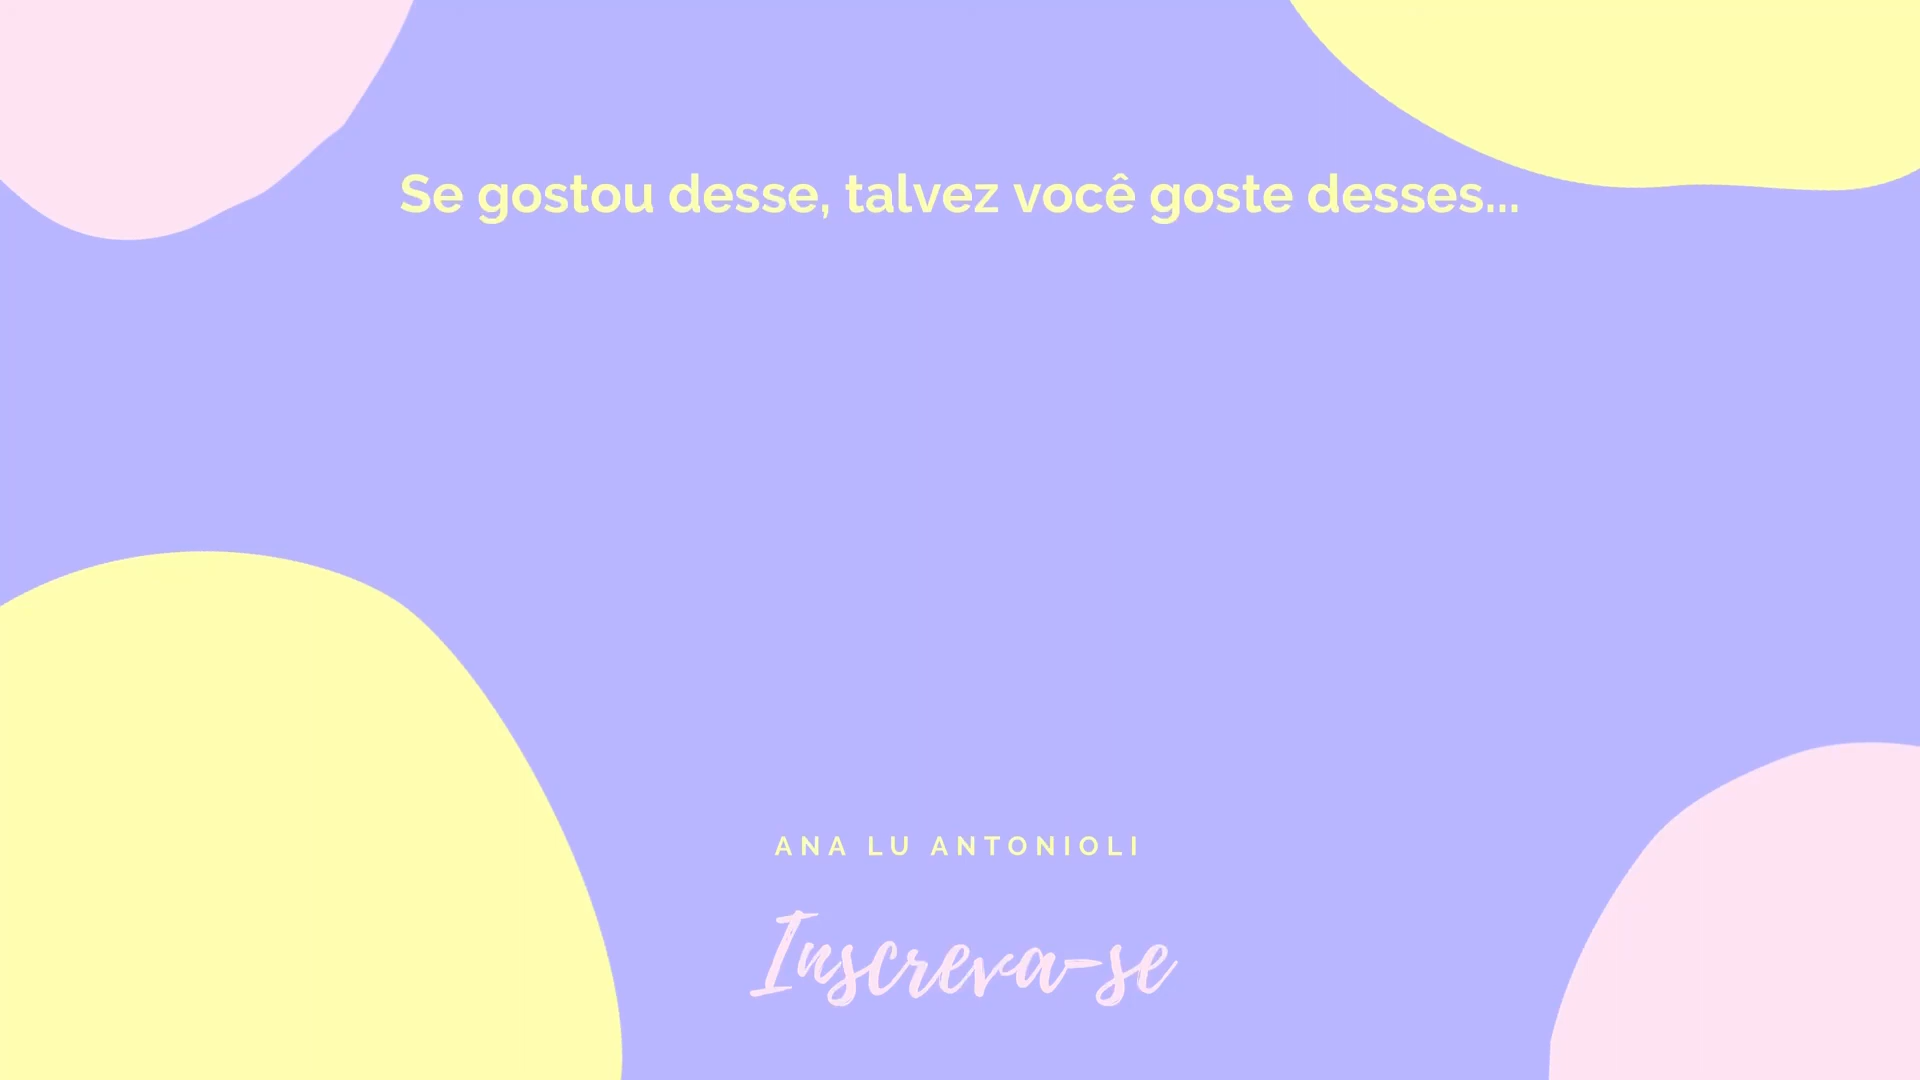 Se gostou desse, talvez você goste desses...
ANA LU ANTONIOLI
Inscreva-se